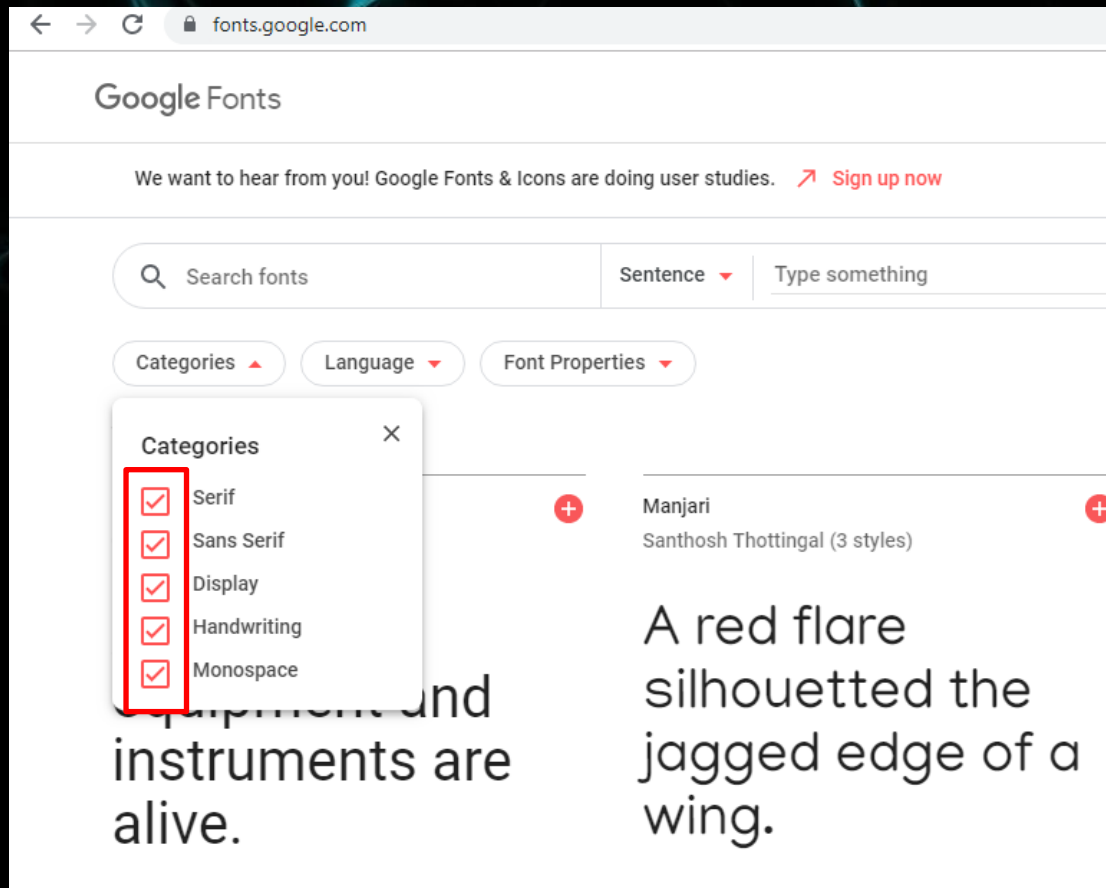 fonts.google.com
Google Fonts
We want to hear from you! Google Fonts & Icons are doing user studies. Sign up now
Search fonts
Sentence
Type something
Categories
Language
Font Properties
Categories
Serif
Sans Serif
Display
Handwriting
Monospace
and
instruments are
alive.
Manjari
Santhosh Thottingal (3 styles)
A red flare
silhouetted the
jagged edge of a
wing.